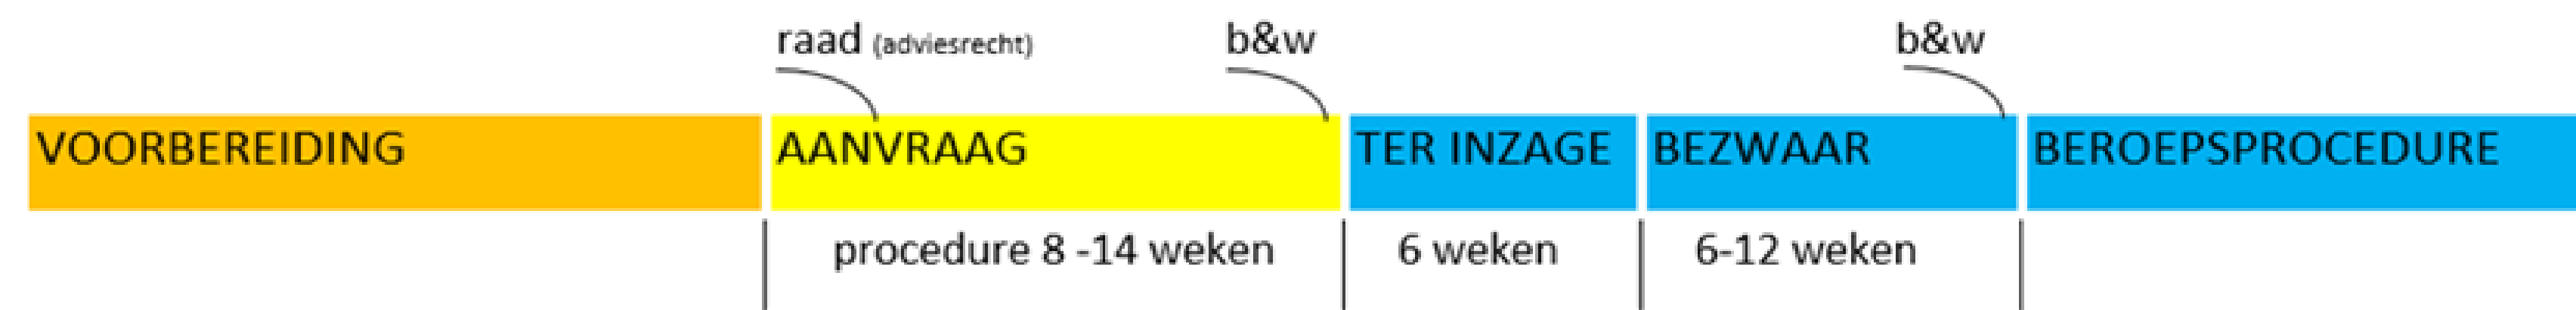 raad (adviesrecht) b&w b&w
VOORBEREIDING AANVRAAG TER INZAGE BEZWAAR BEROEPSPROCEDURE
procedure 8 -14 weken 6 weken 6-12 weken